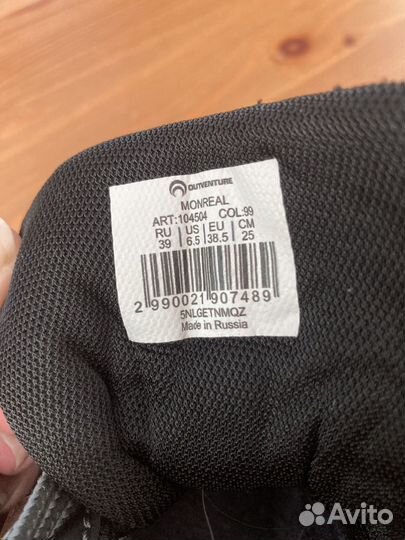 OUTVENTURE
MONREAL
ART:104504 COL:99
RU US EU CM
39 6.5 38.5 25
2 990021 907489
5NLGETNMQZ
Made in Russia
Avito